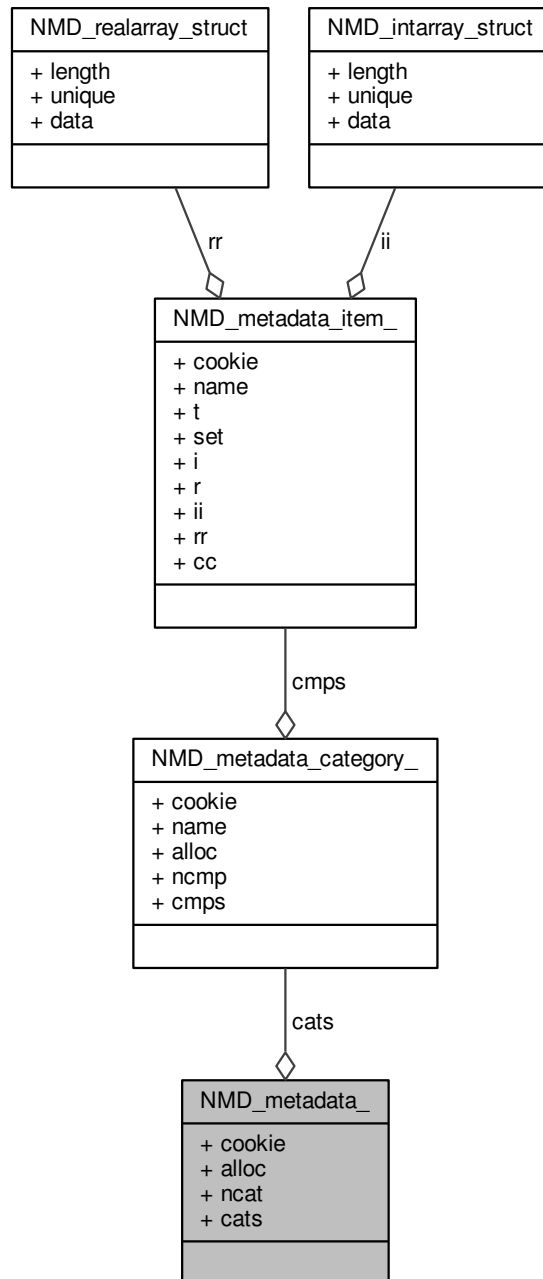 NMD_realarray_struct
+ length
+ unique
+ data
NMD_intarray_struct
+ length
+ unique
+ data
rr
ii
NMD_metadata_item_
+ cookie
+ name
+ t
+ set
+ i
+ r
+ ii
+ rr
+ cc
cmps
NMD_metadata_category_
+ cookie
+ name
+ alloc
+ ncmp
+ cmps
cats
NMD_metadata_
+ cookie
+ alloc
+ ncat
+ cats